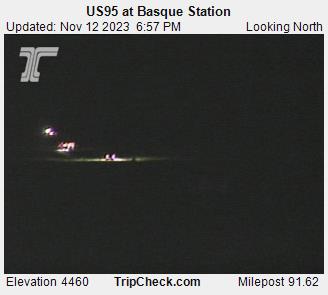 US95 at Basque Station
Updated: Nov 12 2023 6:57 PM Looking North
Elevation 4460 TripCheck.com Milepost 91.62